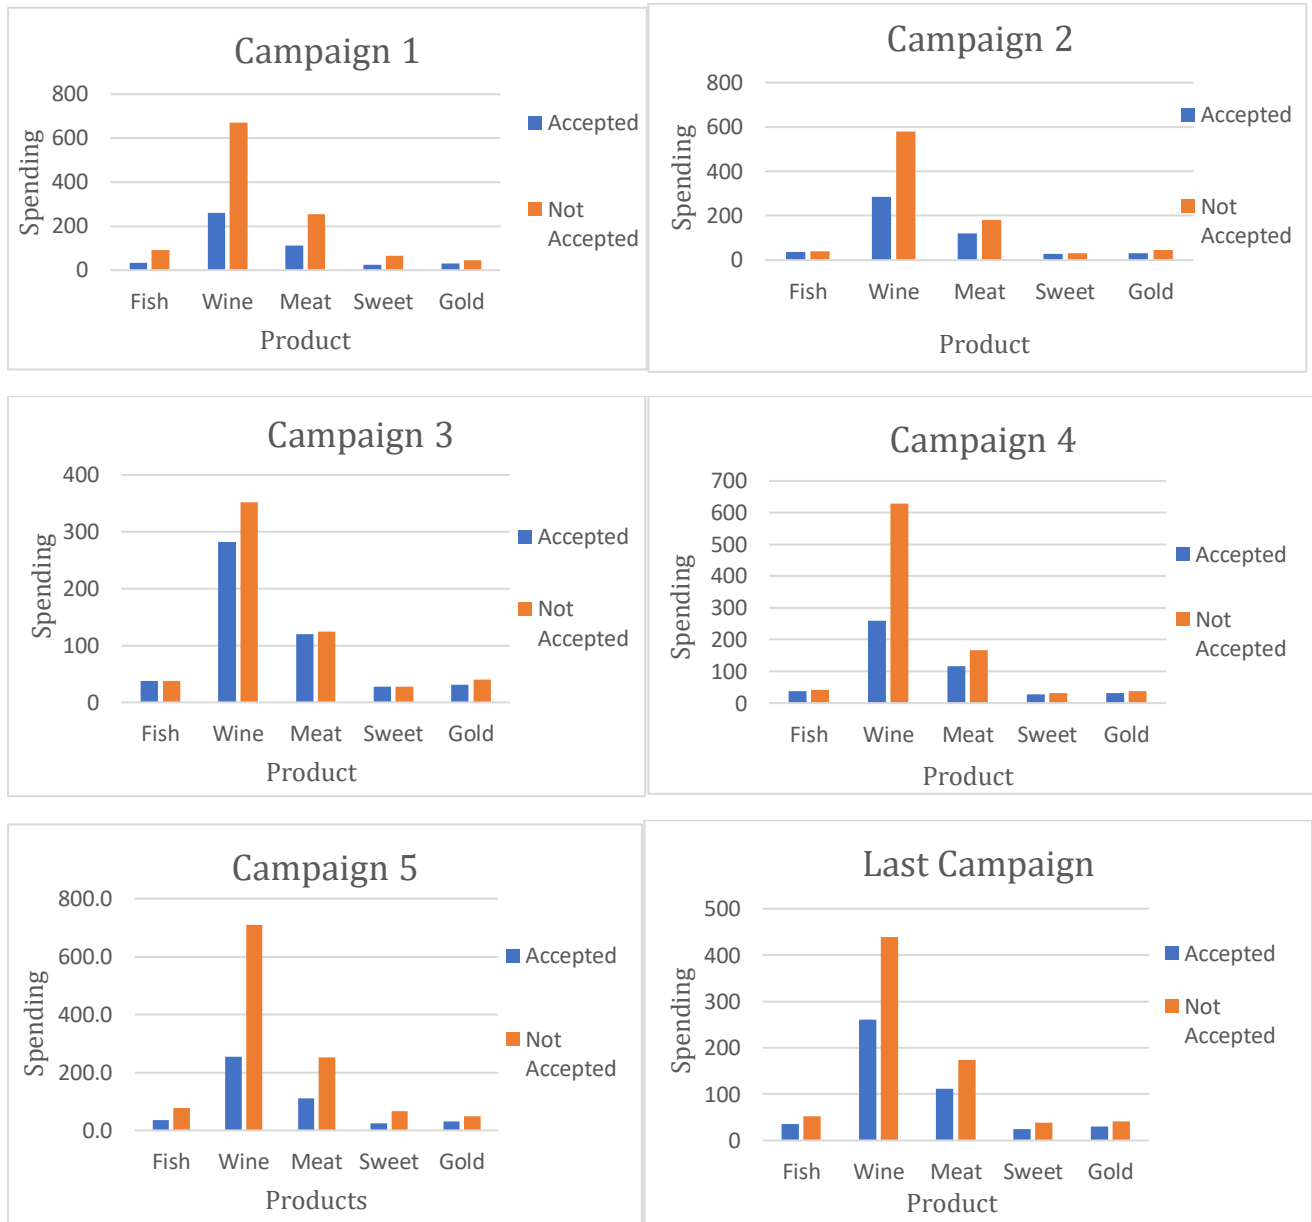 Campaign 1
800
600
400
200
0
Spending
Fish Wine Meat Sweet Gold
Product
Accepted
Not
Accepted
Campaign 2
800
600
400
200
0
Spending
Fish Wine Meat Sweet Gold
Product
Accepted
Not
Accepted
Campaign 3
400
300
200
100
0
Spending
Fish Wine Meat Sweet Gold
Product
Accepted
Not
Accepted
Campaign 4
700
600
500
400
300
200
100
0
Spending
Fish Wine Meat Sweet Gold
Product
Accepted
Not
Accepted
Campaign 5
800.0
600.0
400.0
200.0
0.0
Spending
Fish Wine Meat Sweet Gold
Products
Accepted
Not
Accepted
Last Campaign
500
400
300
200
100
0
Spending
Fish Wine Meat Sweet Gold
Product
Accepted
Not
Accepted